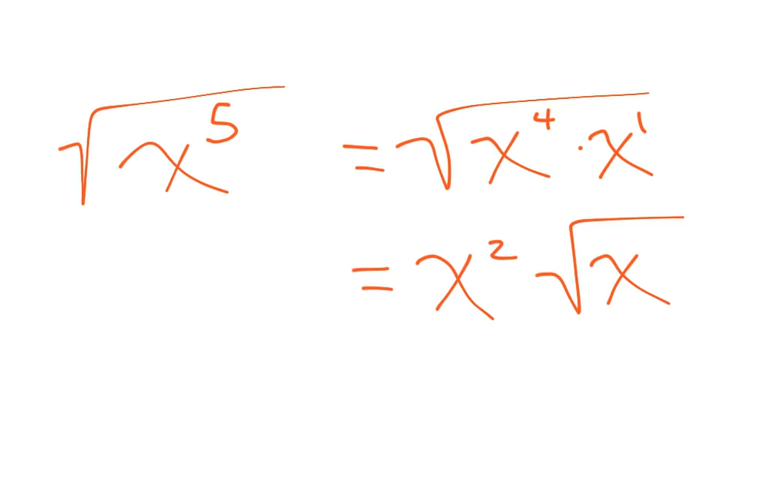 √x⁵ = √x⁴·x¹
= x²√x